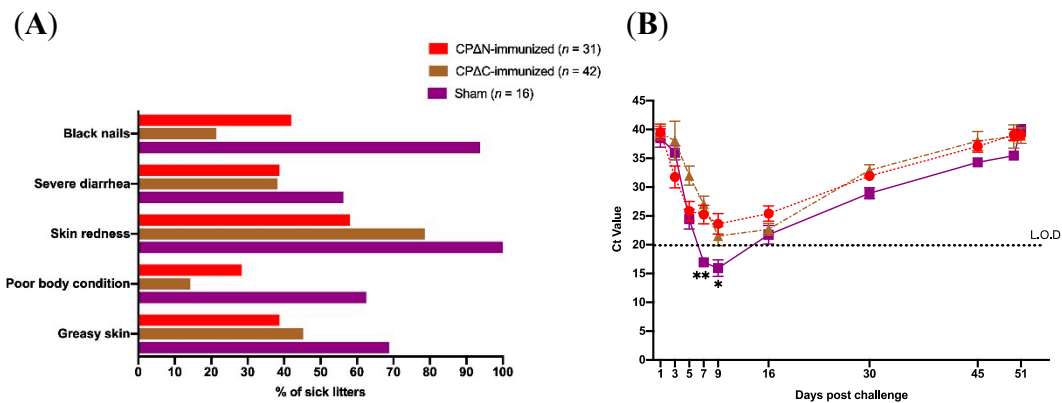 (A)
CPΔN-immunized (n = 31)
CPΔC-immunized (n = 42)
Sham (n = 16)
Black nails
Severe diarrhea
Skin redness
Poor body condition
Greasy skin
0 10 20 30 40 50 60 70 80 90 100
% of sick litters
(B)
45
40
35
30
25
20
15
10
5
0
Ct Value
L.O.D
**
*
1 3 5 7 9 16 30 45 51
Days post challenge